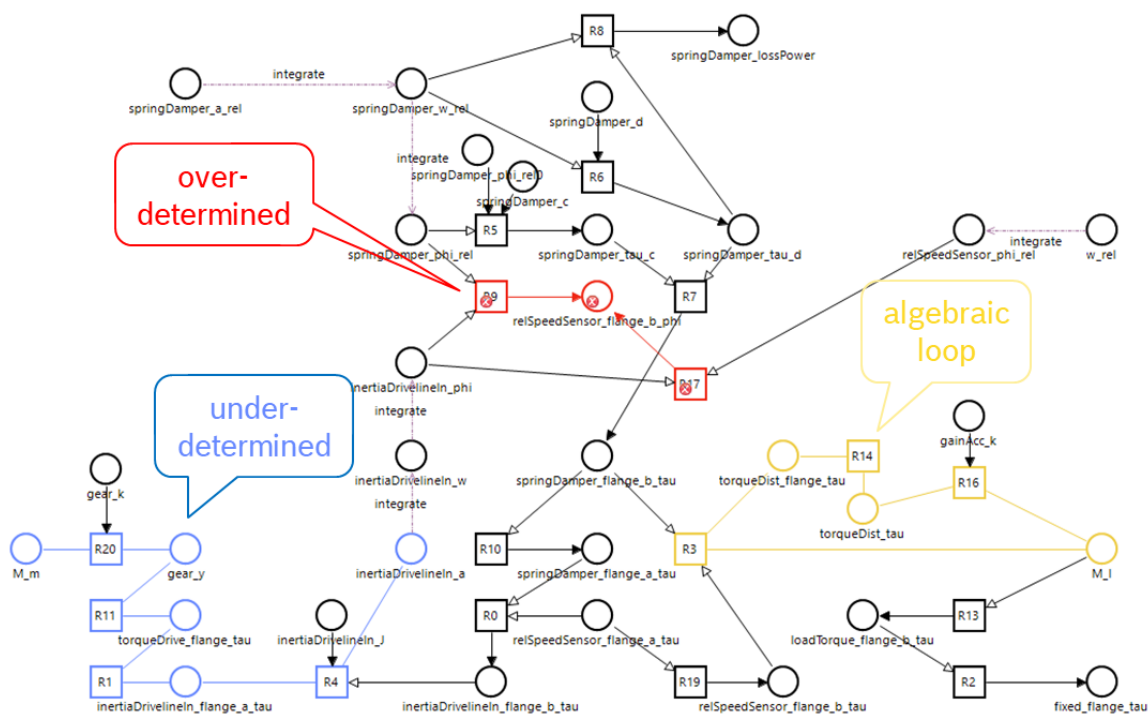 R8
springDamper_lossPower
integrate
springDamper_a_rel
springDamper_w_rel
springDamper_d
integrate
springDamper_phi_rel0
R6
springDamper_c
over-
determined
R5
springDamper_phi_rel
springDamper_tau_c
springDamper_tau_d
relSpeedSensor_phi_rel
integrate
w_rel
R9
R7
relSpeedSensor_flange_b_phi
algebraic
loop
R17
inertiaDrivelineIn_phi
integrate
under-
determined
gainAcc_k
gear_k
inertiaDrivelineIn_w
springDamper_flange_b_tau
torqueDist_flange_tau
R14
R16
integrate
torqueDist_tau
M_m
R20
gear_y
inertiaDrivelineIn_a
R10
springDamper_flange_a_tau
R3
M_l
R11
torqueDrive_flange_tau
inertiaDrivelineIn_J
R0
relSpeedSensor_flange_a_tau
loadTorque_flange_b_tau
R13
R1
inertiaDrivelineIn_flange_a_tau
R4
inertiaDrivelineIn_flange_b_tau
R19
relSpeedSensor_flange_b_tau
R2
fixed_flange_tau